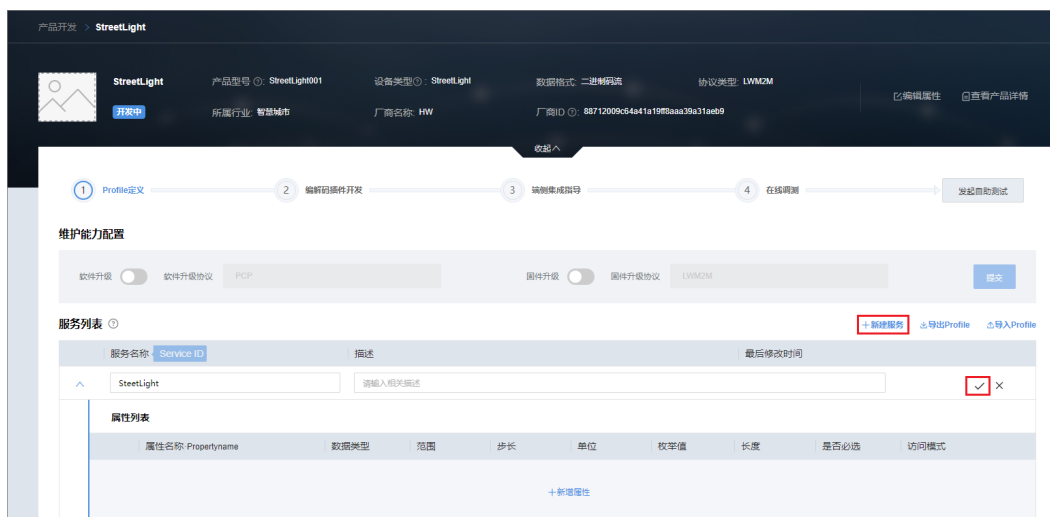 产品开发 > StreetLight
StreetLight 产品型号 ?: StreetLight001 设备类型?: StreetLight 数据格式: 二进制码流 协议类型: LWM2M
开发中 所属行业: 智慧城市 厂商名称: HW 厂商ID ?: 88712009c64a41a19ff8aaa39a31aeb9
编辑属性 查看产品详情
收起
1 Profile定义 2 编解码插件开发 3 端侧集成指导 4 在线调测 发起自助测试
维护能力配置
软件升级 软件升级协议 PCP 固件升级 固件升级协议 LWM2M 提交
服务列表 ? +新建服务 导出Profile 导入Profile
服务名称 Service ID 描述 最后修改时间
SteetLight 请输入相关描述
属性列表
属性名称-Propertyname 数据类型 范围 步长 单位 枚举值 长度 是否必选 访问模式
+新增属性